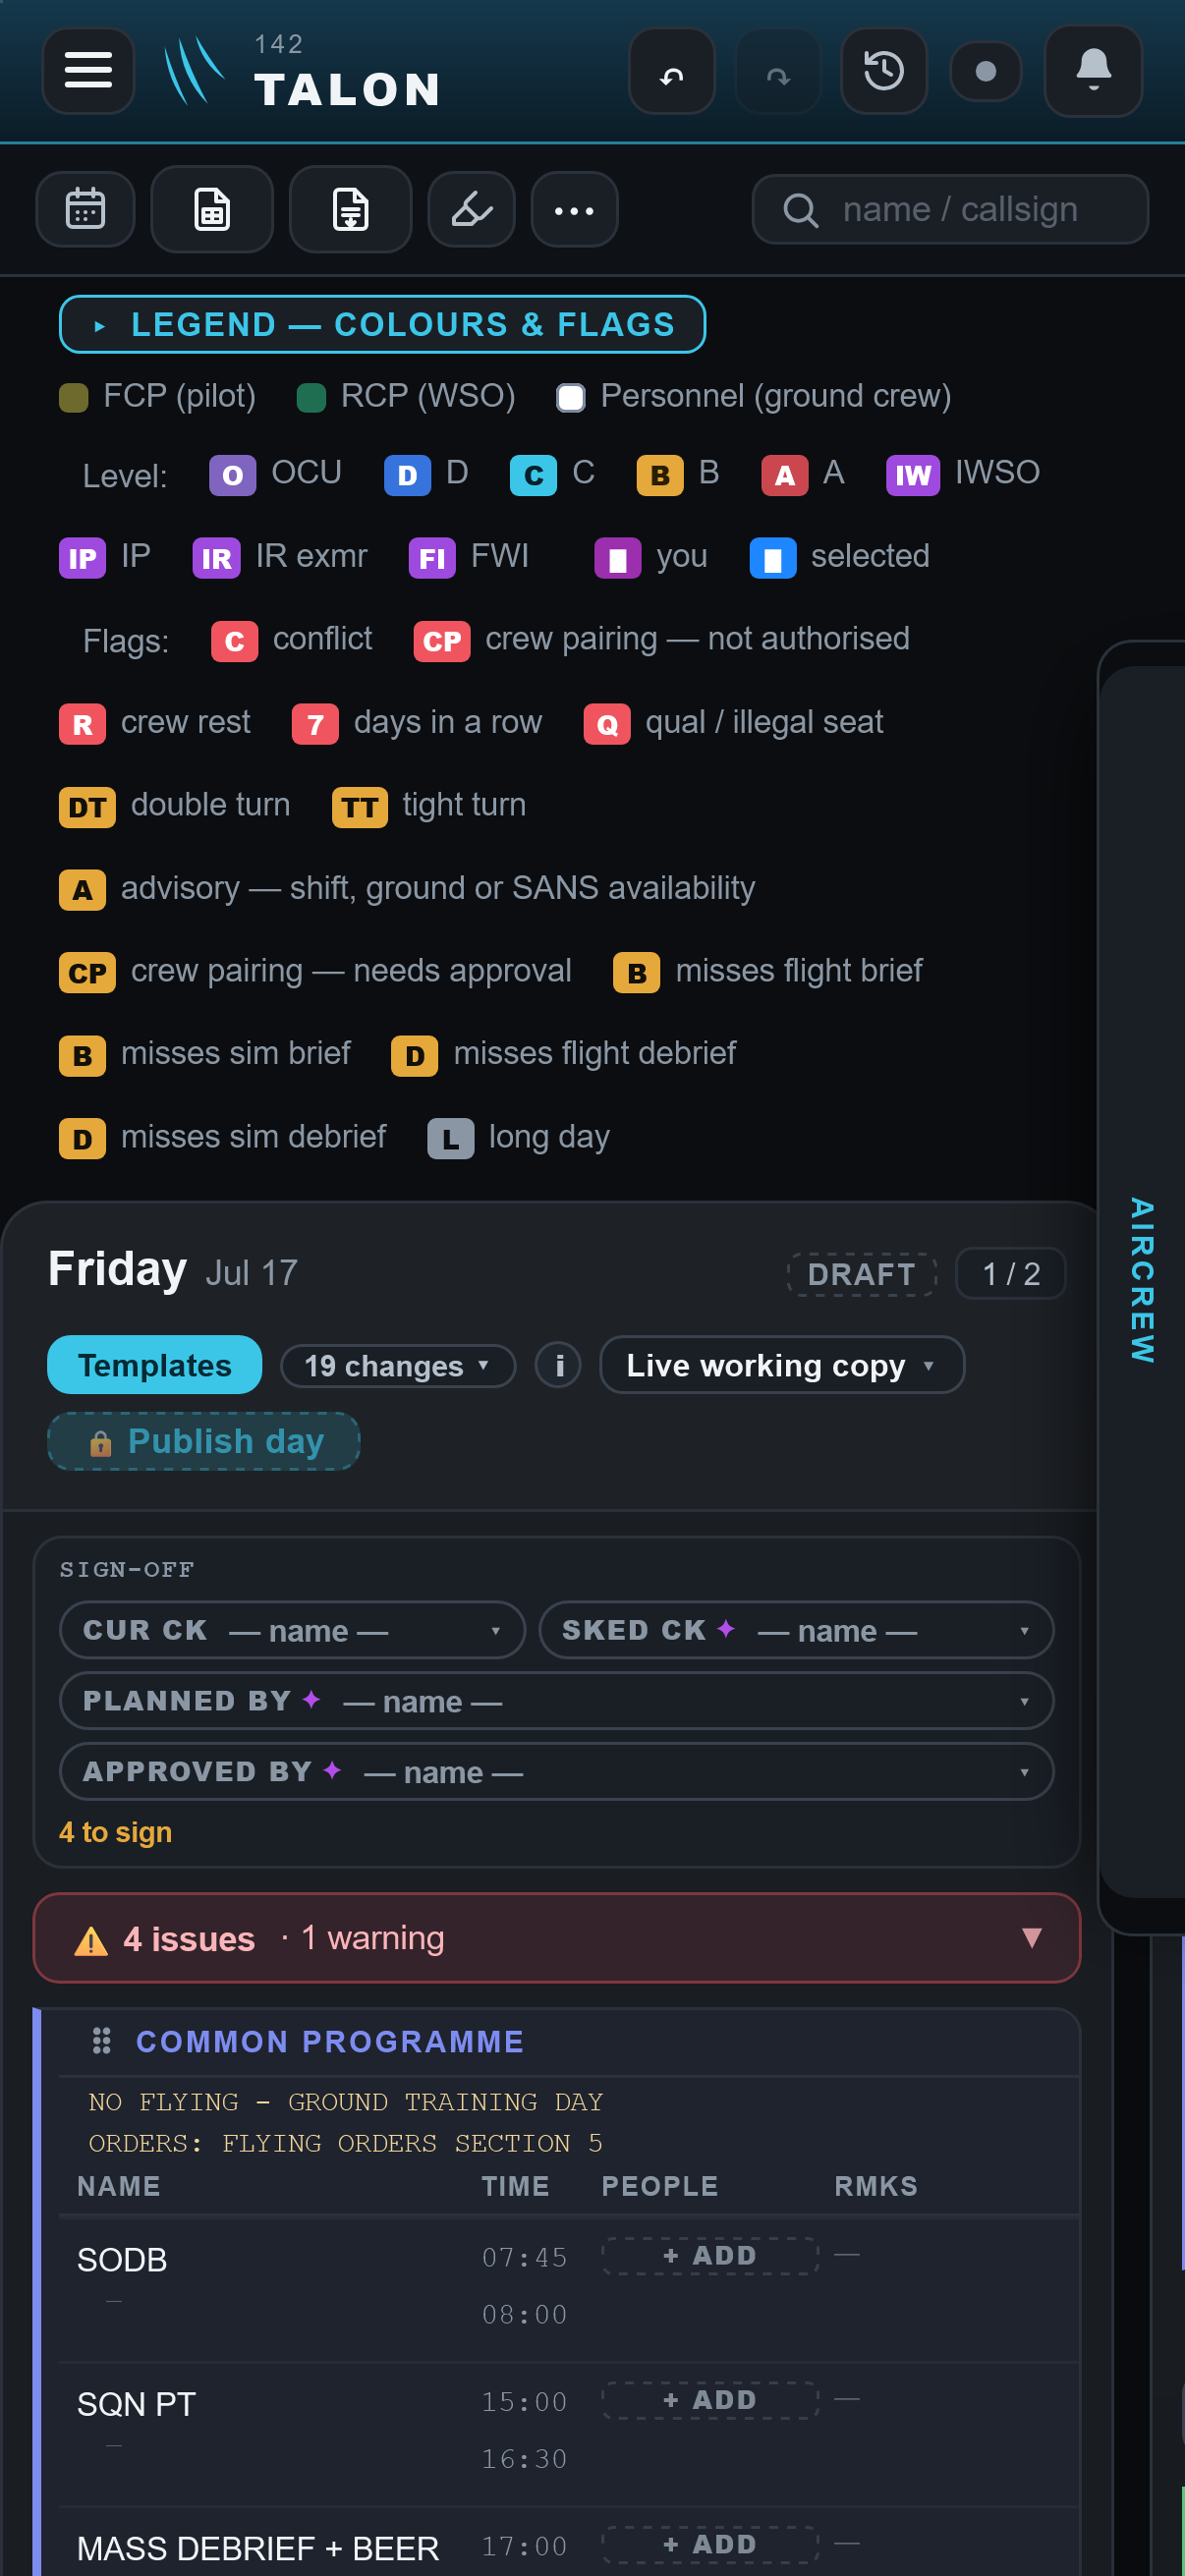 142
TALON
name / callsign
LEGEND — COLOURS & FLAGS
FCP (pilot) RCP (WSO) Personnel (ground crew)
Level: O OCU D D C C B B A A IW IWSO
IP IP IR IR exmr FI FWI you selected
Flags: C conflict CP crew pairing — not authorised
R crew rest 7 days in a row Q qual / illegal seat
DT double turn TT tight turn
A advisory — shift, ground or SANS availability
CP crew pairing — needs approval B misses flight brief
B misses sim brief D misses flight debrief
D misses sim debrief L long day
AIRCREW
Friday Jul 17 DRAFT 1 / 2
Templates 19 changes ▾ i Live working copy ▾
Publish day
SIGN-OFF
CUR CK — name — SKED CK ✦ — name —
PLANNED BY ✦ — name —
APPROVED BY ✦ — name —
4 to sign
4 issues · 1 warning
COMMON PROGRAMME
NO FLYING - GROUND TRAINING DAY
ORDERS: FLYING ORDERS SECTION 5
NAME TIME PEOPLE RMKS
SODB 07:45 + ADD —
— 08:00
SQN PT 15:00 + ADD —
— 16:30
MASS DEBRIEF + BEER 17:00 + ADD —